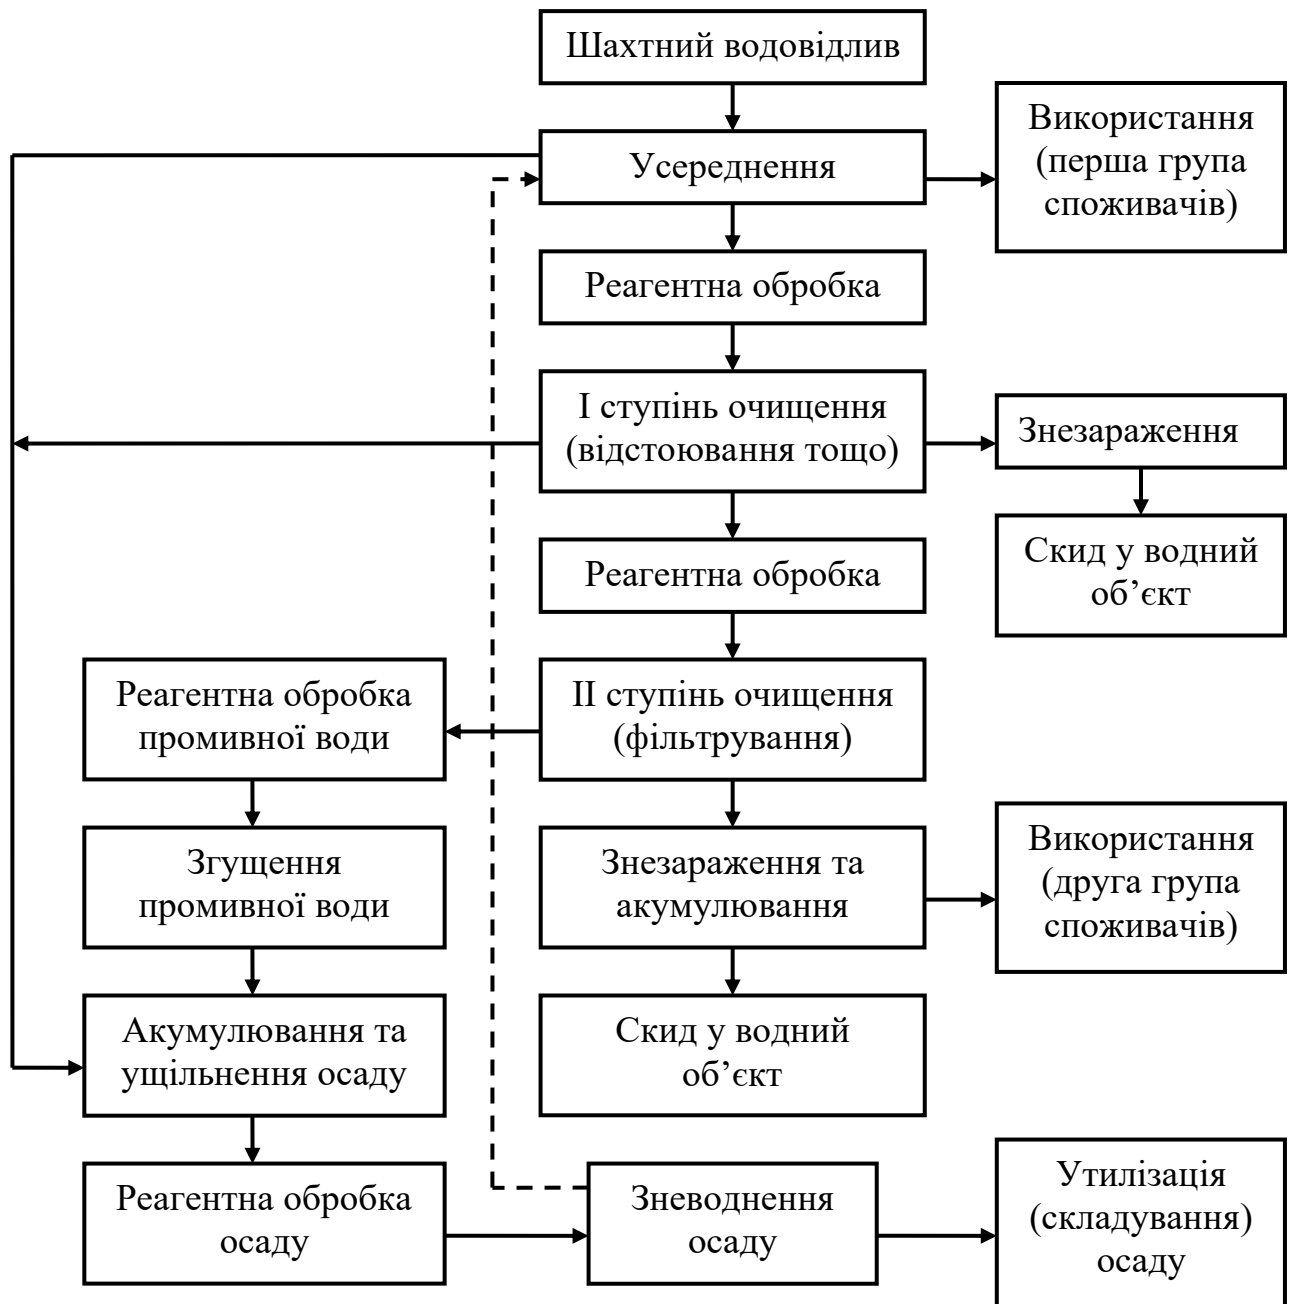 Шахтний водовідлив
Усереднення
Використання
(перша група
споживачів)
Реагентна обробка
І ступінь очищення
(відстоювання тощо)
Знезараження
Скид у водний
об’єкт
Реагентна обробка
Реагентна обробка
промивної води
ІІ ступінь очищення
(фільтрування)
Згущення
промивної води
Знезараження та
акумулювання
Використання
(друга група
споживачів)
Акумулювання та
ущільнення осаду
Скид у водний
об’єкт
Реагентна обробка
осаду
Зневоднення
осаду
Утилізація
(складування)
осаду